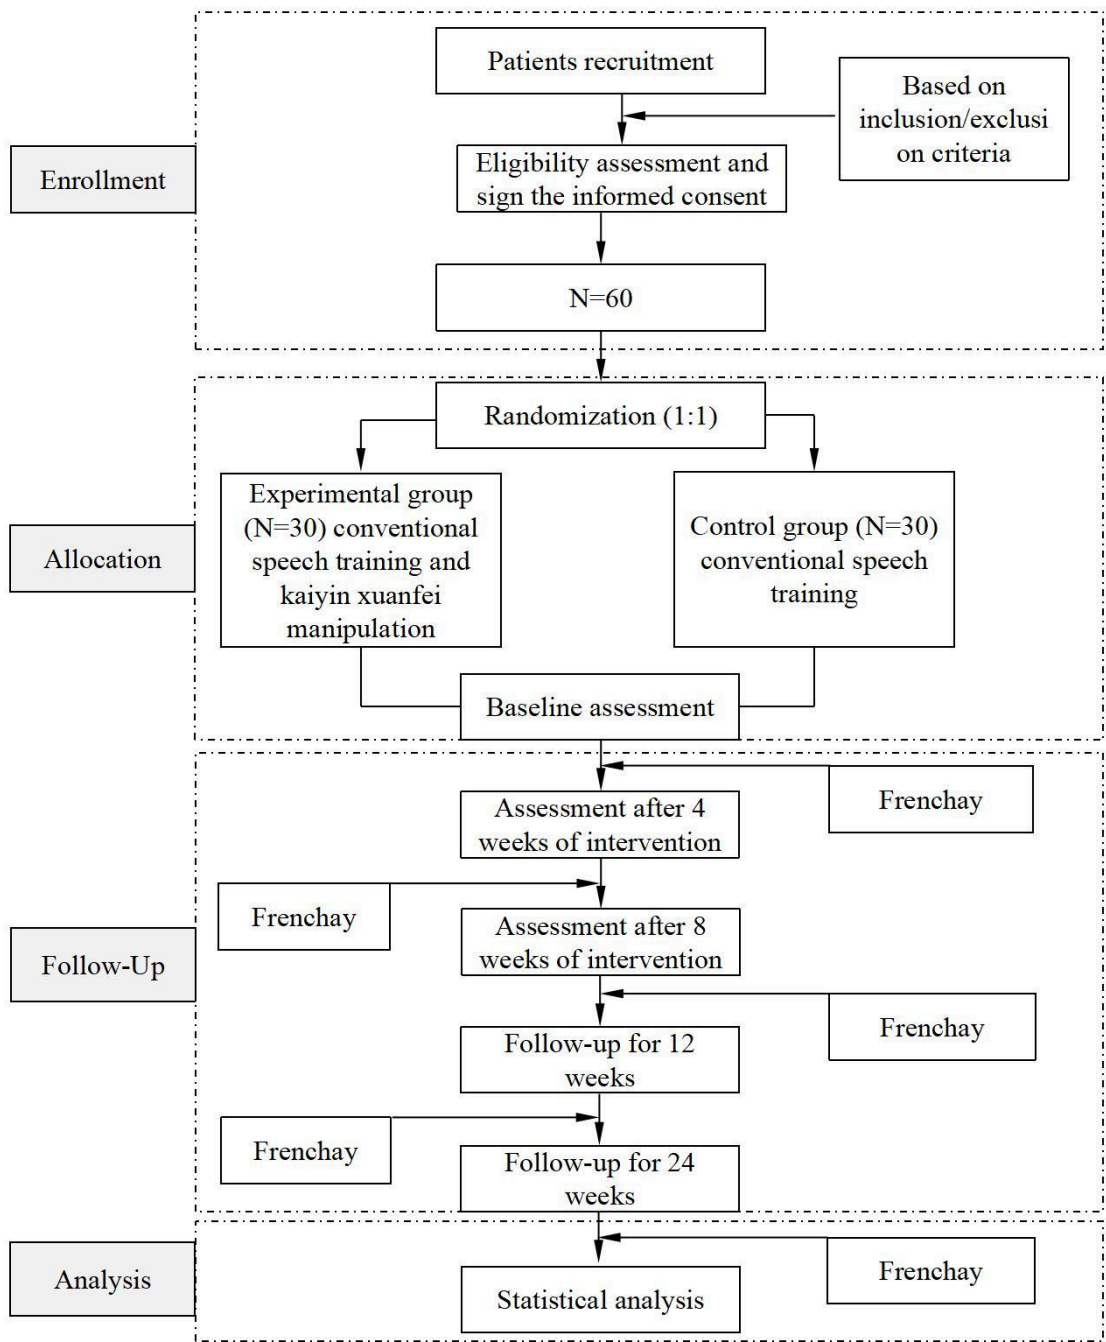 Patients recruitment
Based on
inclusion/exclusi
on criteria
Enrollment
Eligibility assessment and
sign the informed consent
N=60
Randomization (1:1)
Allocation
Experimental group
(N=30) conventional
speech training and
kaiyin xuanfei
manipulation
Control group (N=30)
conventional speech
training
Baseline assessment
Frenchay
Assessment after 4
weeks of intervention
Frenchay
Follow-Up
Assessment after 8
weeks of intervention
Frenchay
Follow-up for 12
weeks
Frenchay
Follow-up for 24
weeks
Analysis
Frenchay
Statistical analysis